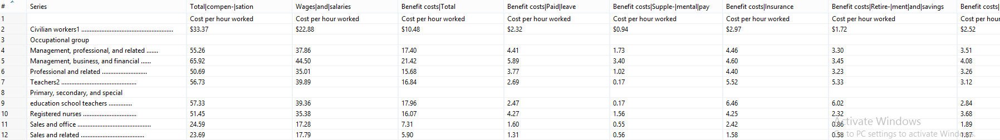 # Series Total|compen-|sation Wages|and|salaries Benefit costs|Total Benefit costs|Paid|leave Benefit costs|Supple-|mental|pay Benefit costs|Insurance Benefit costs|Retire-|ment|and|savings Benefit costs|
1 Cost per hour worked Cost per hour worked Cost per hour worked Cost per hour worked Cost per hour worked Cost per hour worked Cost per hour worked Cost per hour
2 Civilian workers1 ....................................................... $33.37 $22.88 $10.48 $2.32 $0.94 $2.97 $1.72 $2.52
3 Occupational group
4 Management, professional, and related ....... 55.26 37.86 17.40 4.41 1.73 4.46 3.30 3.51
5 Management, business, and financial ...... 65.92 44.50 21.42 5.89 3.40 4.60 3.45 4.08
6 Professional and related ........................... 50.69 35.01 15.68 3.77 1.02 4.40 3.23 3.26
7 Teachers2 ............................................. 56.73 39.89 16.84 2.69 0.17 5.52 5.33 3.12
8 Primary, secondary, and special
9 education school teachers .............. 57.33 39.36 17.96 2.47 0.17 6.46 6.02 2.84
10 Registered nurses ................................ 51.45 35.38 16.07 4.27 1.56 4.25 2.32 3.68
11 Sales and office ............................................ 24.59 17.28 7.31 1.60 0.55 2.42 0.86 1.89
12 Sales and related ...................................... 23.69 17.79 5.90 1.31 0.56 1.58 0.58 1.87
Activate Windows
Go to PC settings to activate Windows.